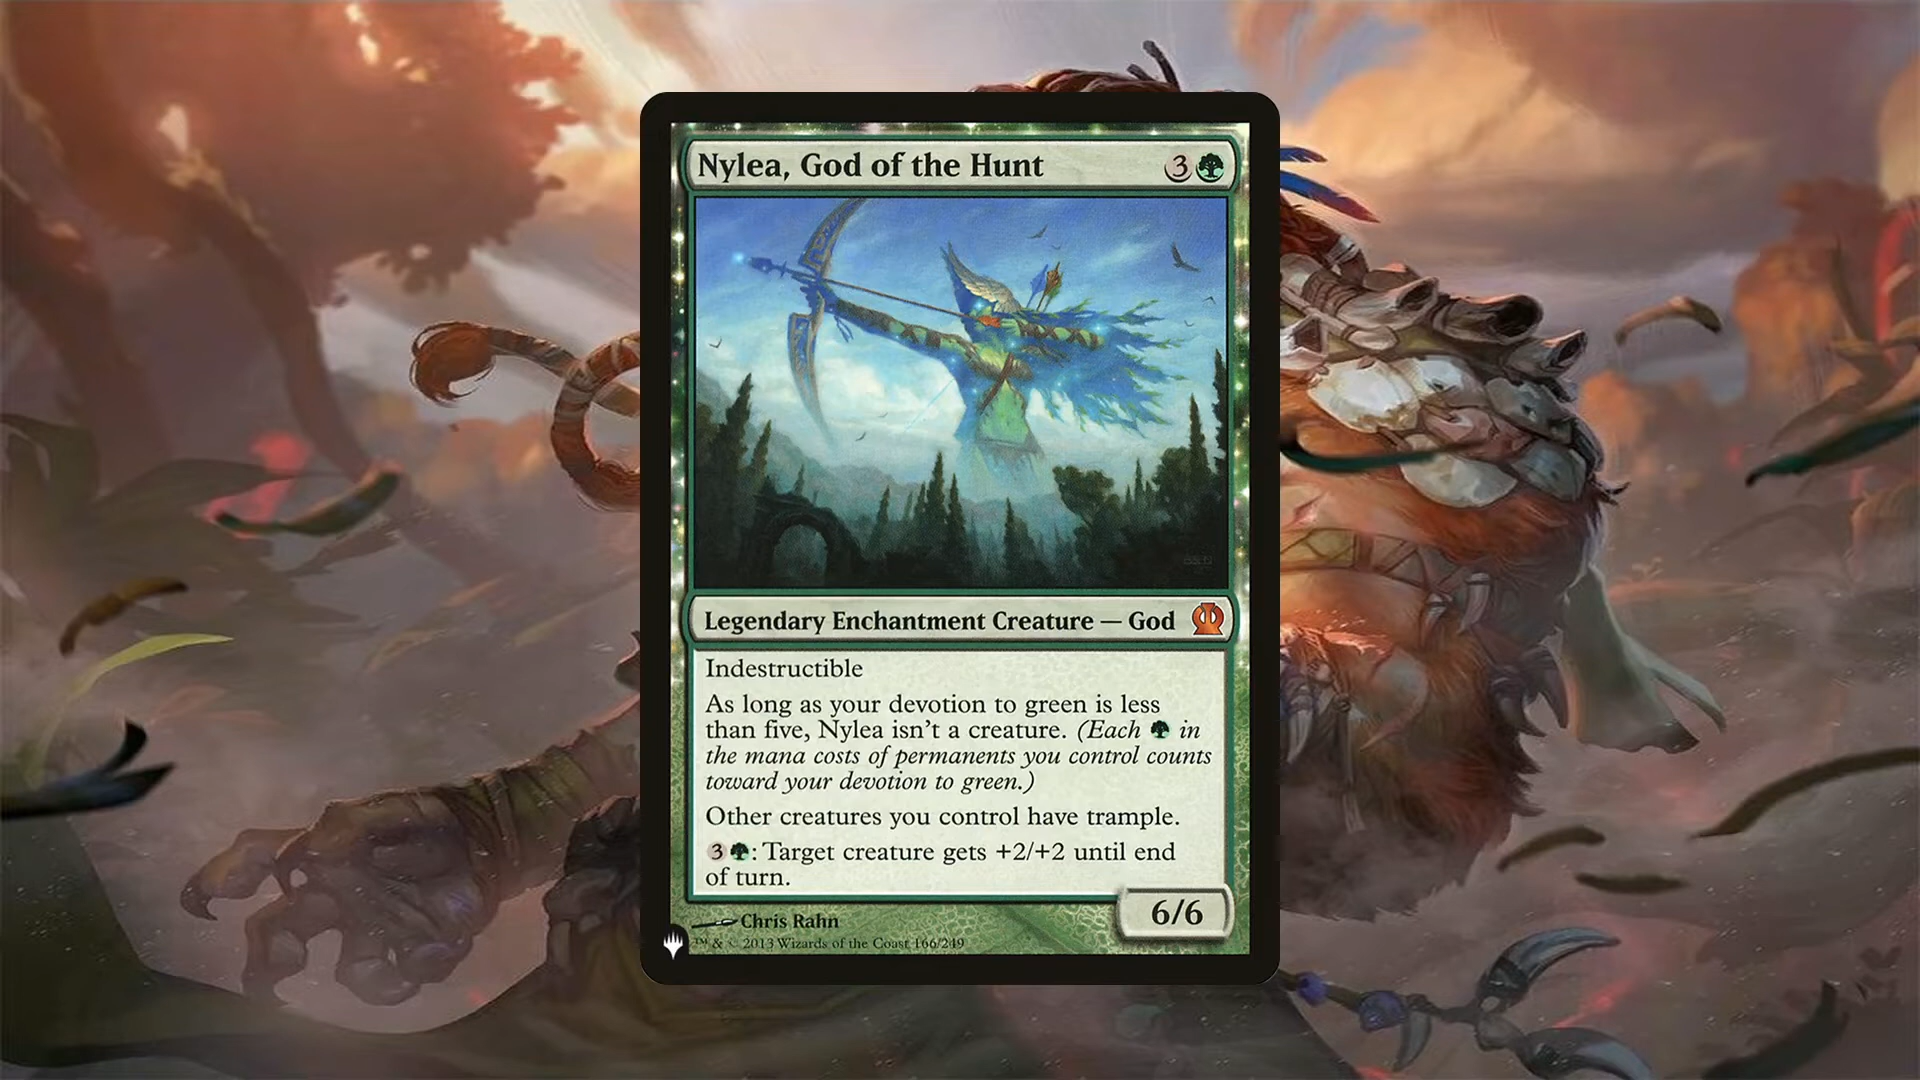 Nylea, God of the Hunt 3
Legendary Enchantment Creature — God
Indestructible
As long as your devotion to green is less
than five, Nylea isn't a creature. (Each in
the mana costs of permanents you control counts
toward your devotion to green.)
Other creatures you control have trample.
3 : Target creature gets +2/+2 until end
of turn.
6/6
Chris Rahn
™ & © 2013 Wizards of the Coast 166/249